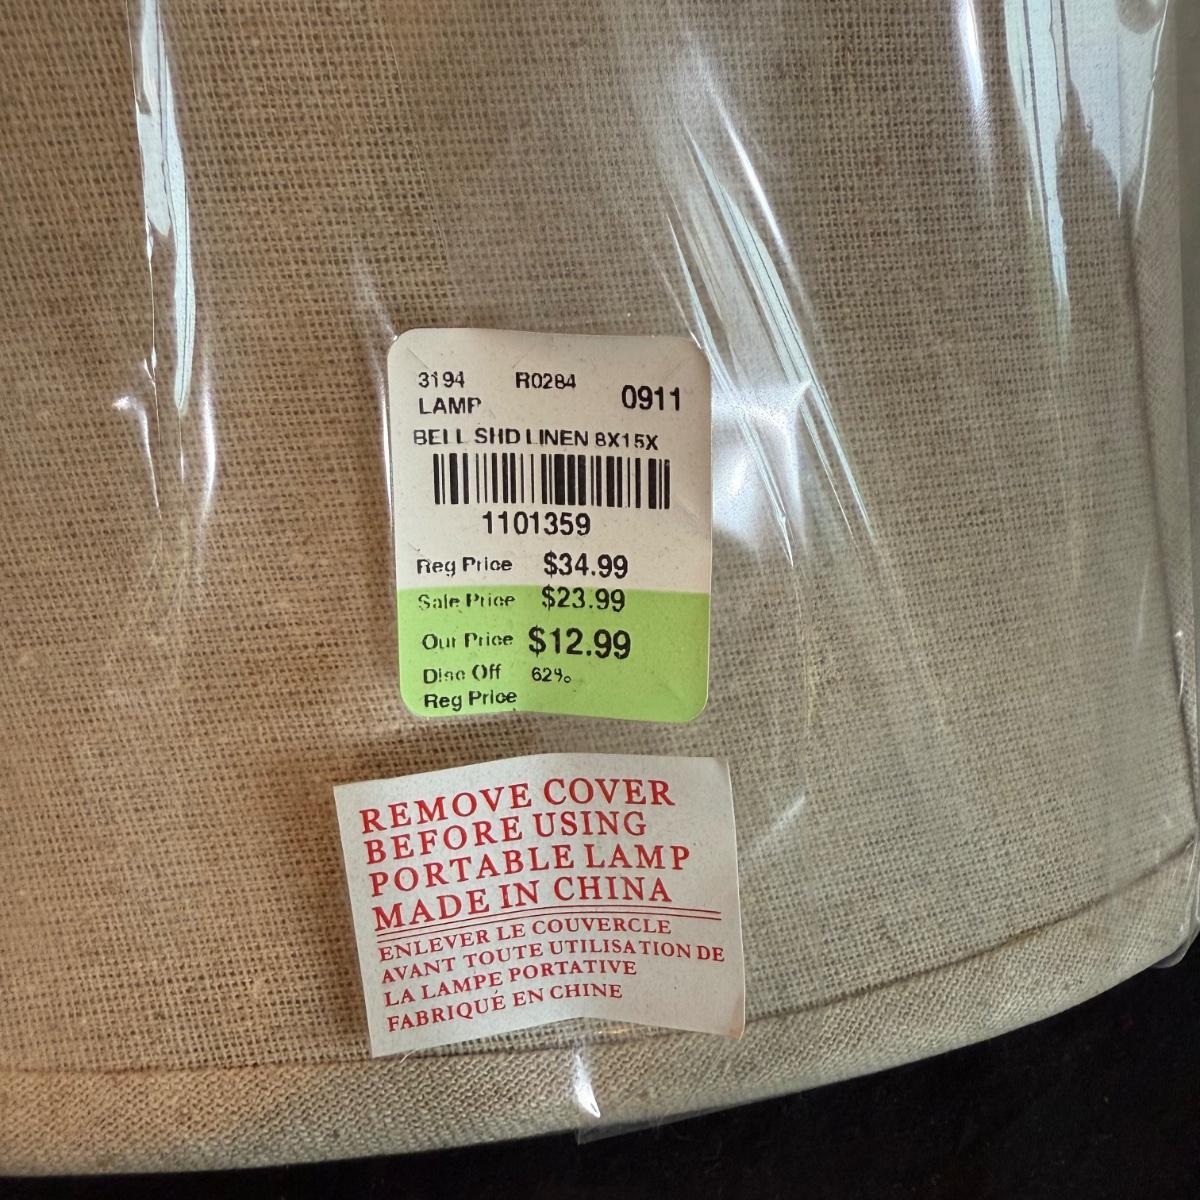 3194 R0284 0911
LAMP
BELL SHD LINEN 8X15X
1101359
Reg Price $34.99
Sale Price $23.99
Our Price $12.99
Disc Off 62%
Reg Price
REMOVE COVER
BEFORE USING
PORTABLE LAMP
MADE IN CHINA
ENLEVER LE COUVERCLE
AVANT TOUTE UTILISATION DE
LA LAMPE PORTATIVE
FABRIQUÉ EN CHINE